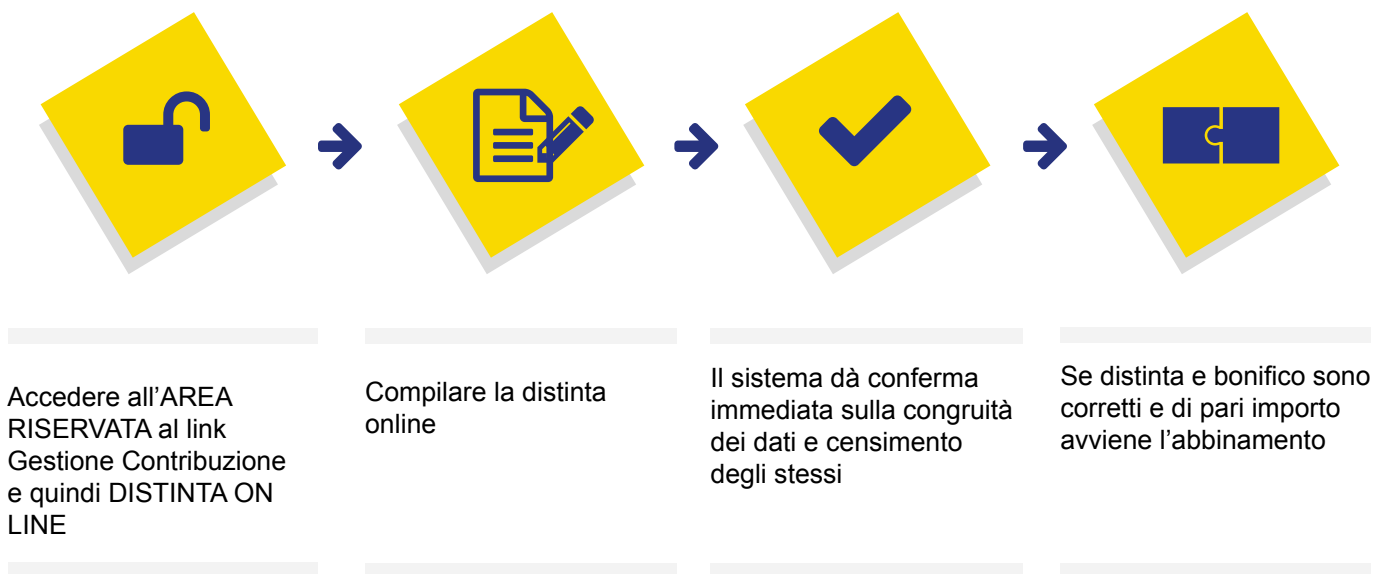 Accedere all’AREA
RISERVATA al link
Gestione Contribuzione
e quindi DISTINTA ON
LINE
Compilare la distinta
online
Il sistema dà conferma
immediata sulla congruità
dei dati e censimento
degli stessi
Se distinta e bonifico sono
corretti e di pari importo
avviene l’abbinamento